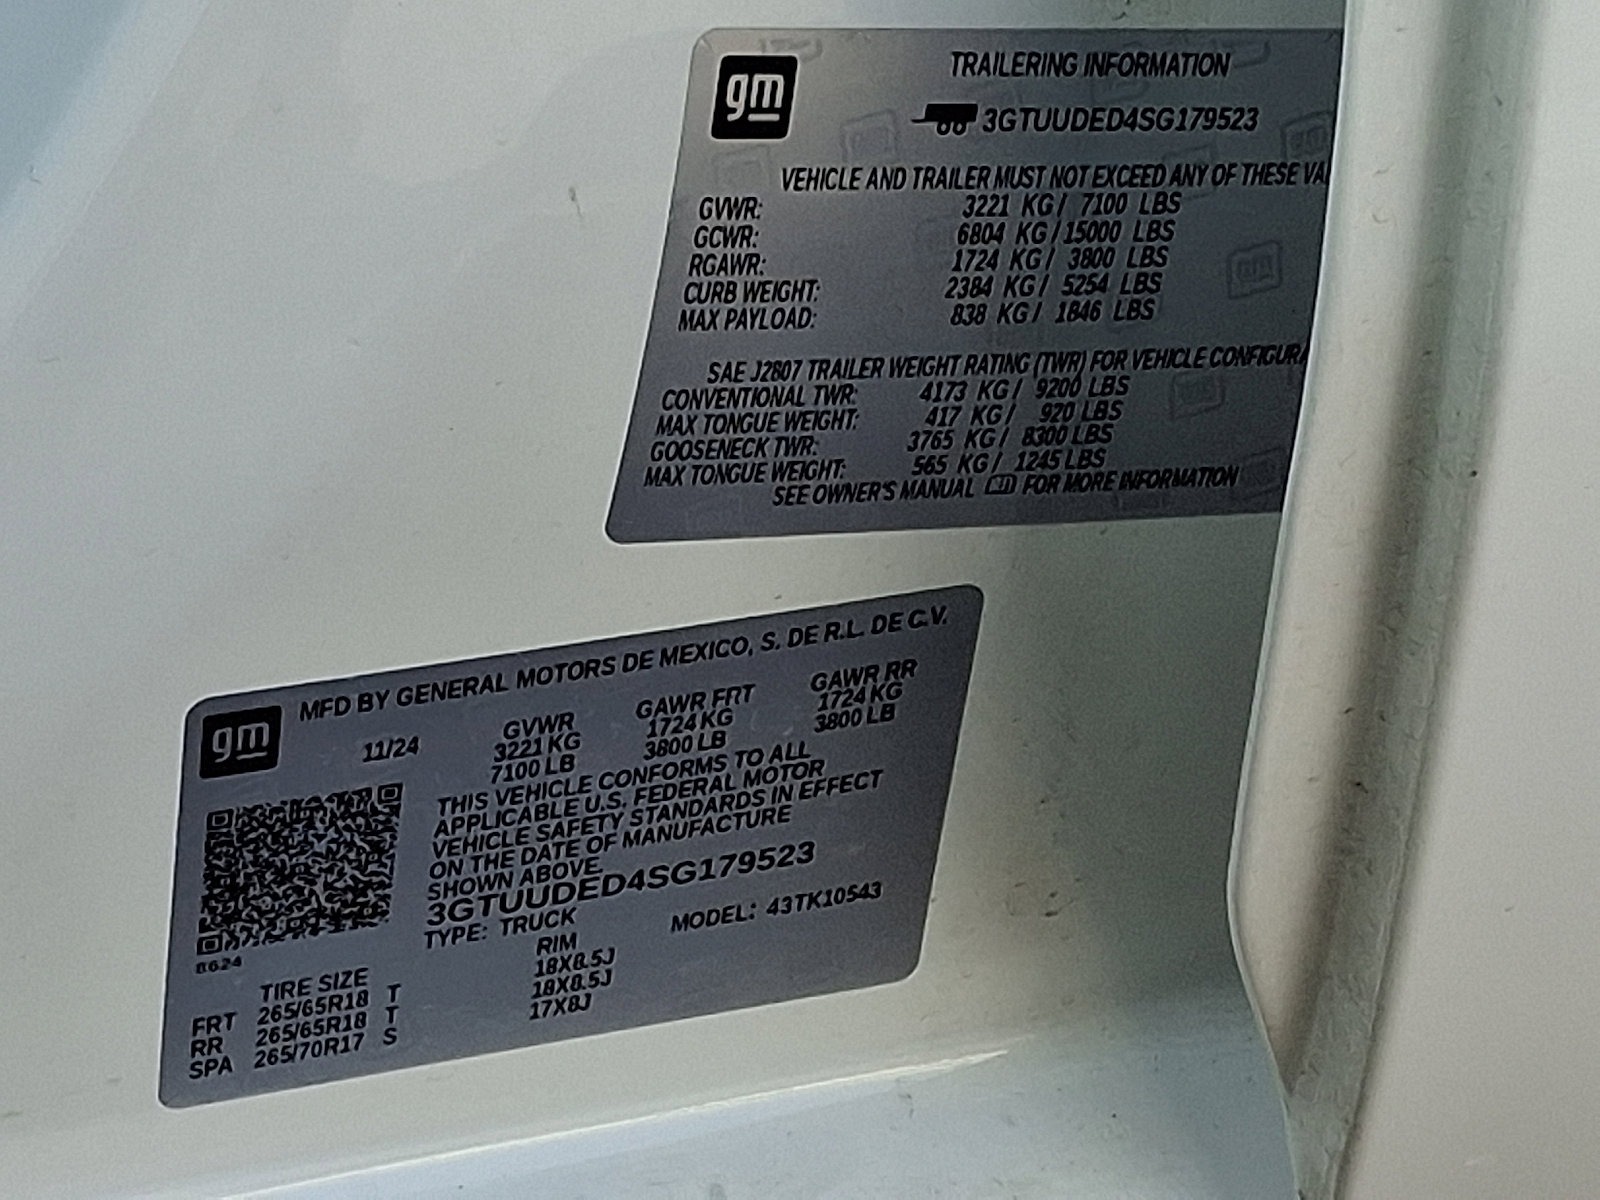 gm
TRAILERING INFORMATION
3GTUUDED4SG179523
VEHICLE AND TRAILER MUST NOT EXCEED ANY OF THESE
GVWR: 3221 KG / 7100 LBS
GCWR: 6804 KG / 15000 LBS
RGAWR: 1724 KG / 3800 LBS
CURB WEIGHT: 2384 KG / 5254 LBS
MAX PAYLOAD: 838 KG / 1846 LBS
SAE J2807 TRAILER WEIGHT RATING (TWR) FOR VEHICLE
CONVENTIONAL TWR: 4173 KG / 9200 LBS
MAX TONGUE WEIGHT: 417 KG / 920 LBS
GOOSENECK TWR: 3765 KG / 8300 LBS
MAX TONGUE WEIGHT: 565 KG / 1245 LBS
SEE OWNER'S MANUAL FOR MORE INFORMATION
gm
MFD BY GENERAL MOTORS DE MEXICO, S. DE R.L. DE C.V.
11/24
GVWR GAWR FRT GAWR RR
3221 KG 1724 KG 1724 KG
7100 LB 3800 LB 3800 LB
THIS VEHICLE CONFORMS TO ALL
APPLICABLE U.S. FEDERAL MOTOR
VEHICLE SAFETY STANDARDS IN EFFECT
ON THE DATE OF MANUFACTURE
SHOWN ABOVE.
3GTUUDED4SG179523
TYPE: TRUCK MODEL: 43TK10543
0624
TIRE SIZE RIM
FRT 265/65R18 T 18X8.5J
RR 265/65R18 T 18X8.5J
SPA 265/70R17 S 17X8J